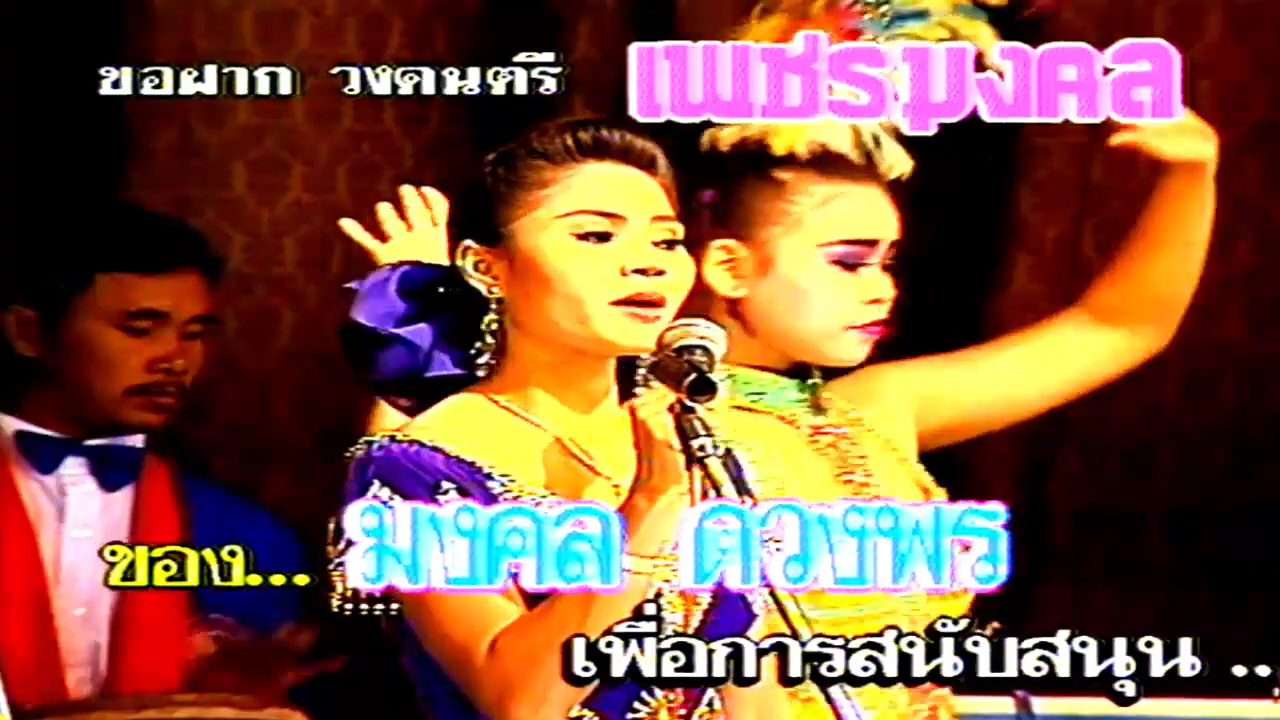 ขอฝาก วงดนตรี เพชรมงคล
ของ... มงคล ดวงพร
เพื่อการสนับสนุน ...